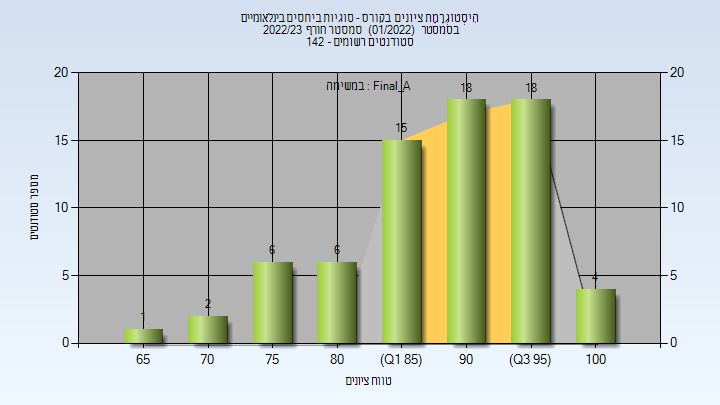 הִיסטוֹגְרַמָת ציונים בקורס - סוגיות ביחסים בינלאומיים
בסמסטר (01/2022) סמסטר חורף 2022/23
סטודנטים רשומים - 142
במשימה : Final_A
20 20
15 15
10 10
5 5
0 0
מספר סטודנטים
1 2 6 6 15 18 18 4
65 70 75 80 (Q1 85) 90 (Q3 95) 100
טווח ציונים